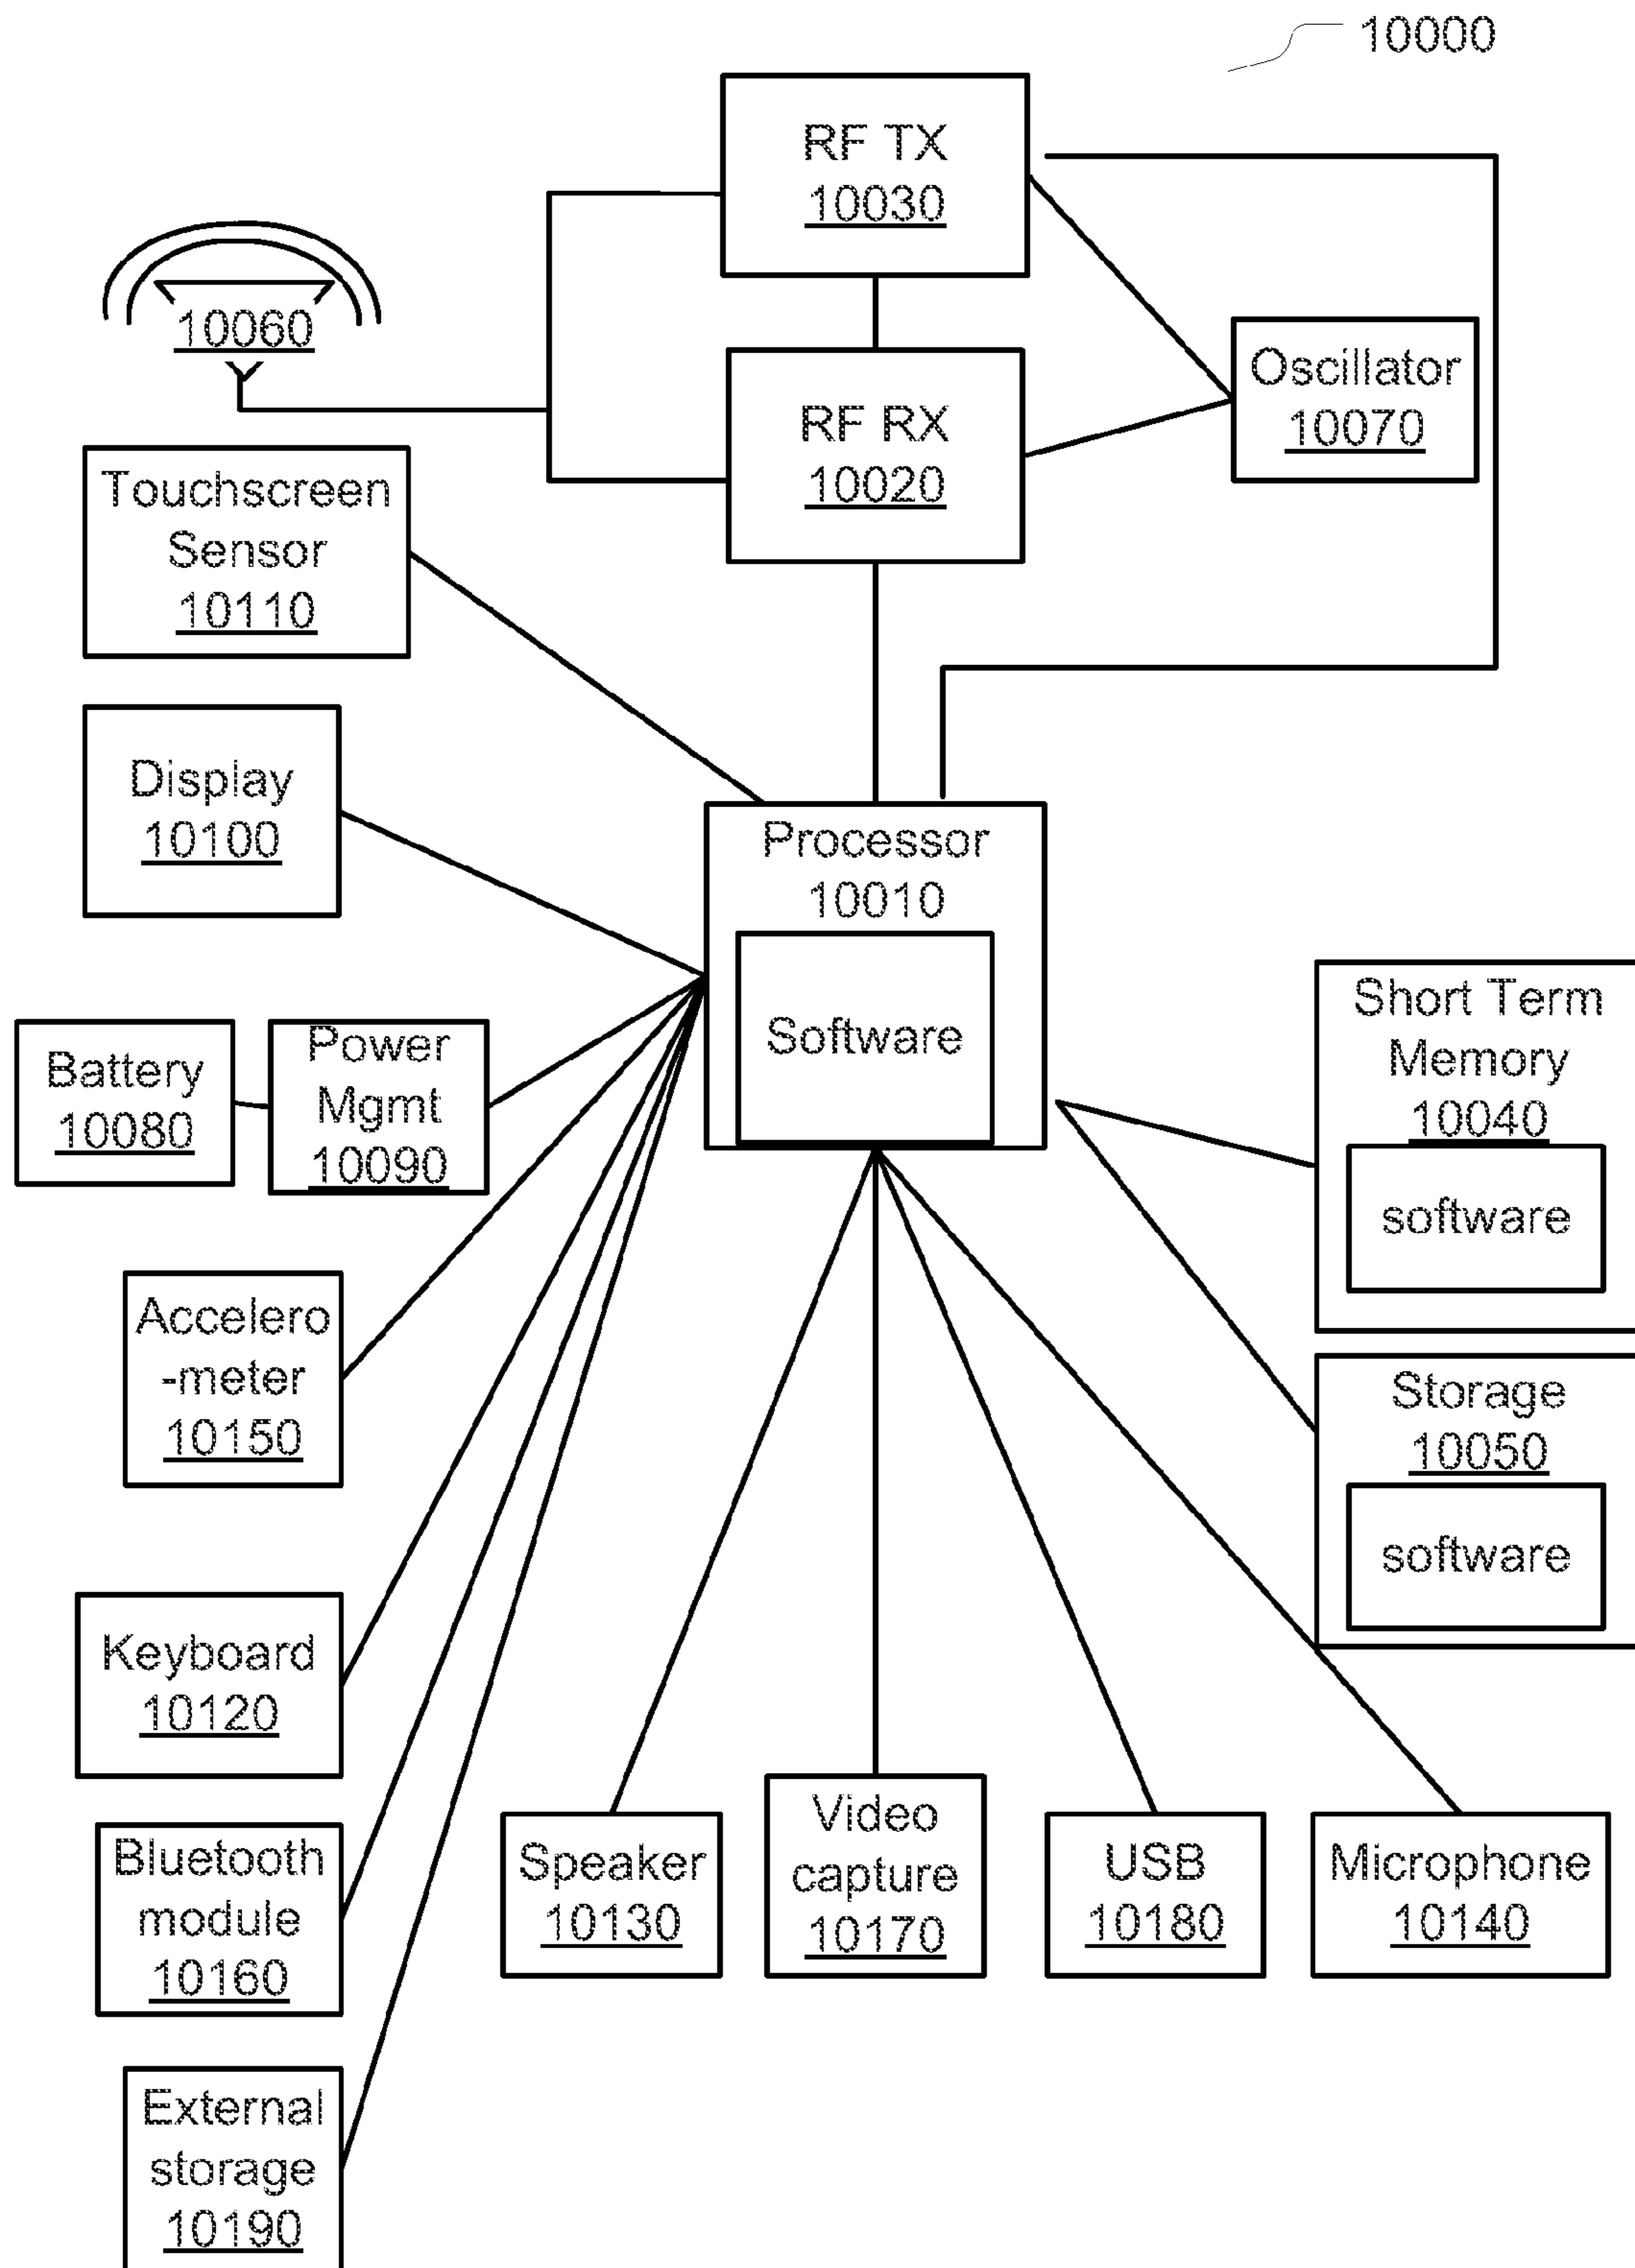 10000
RF TX
10030
10060
Oscillator
10070
RF RX
10020
Touchscreen
Sensor
10110
Display
10100
Processor
10010
Software
Short Term
Memory
10040
software
Battery
10080
Power
Mgmt
10090
Accelero
-meter
10150
Storage
10050
software
Keyboard
10120
Bluetooth
module
10160
Speaker
10130
Video
capture
10170
USB
10180
Microphone
10140
External
storage
10190